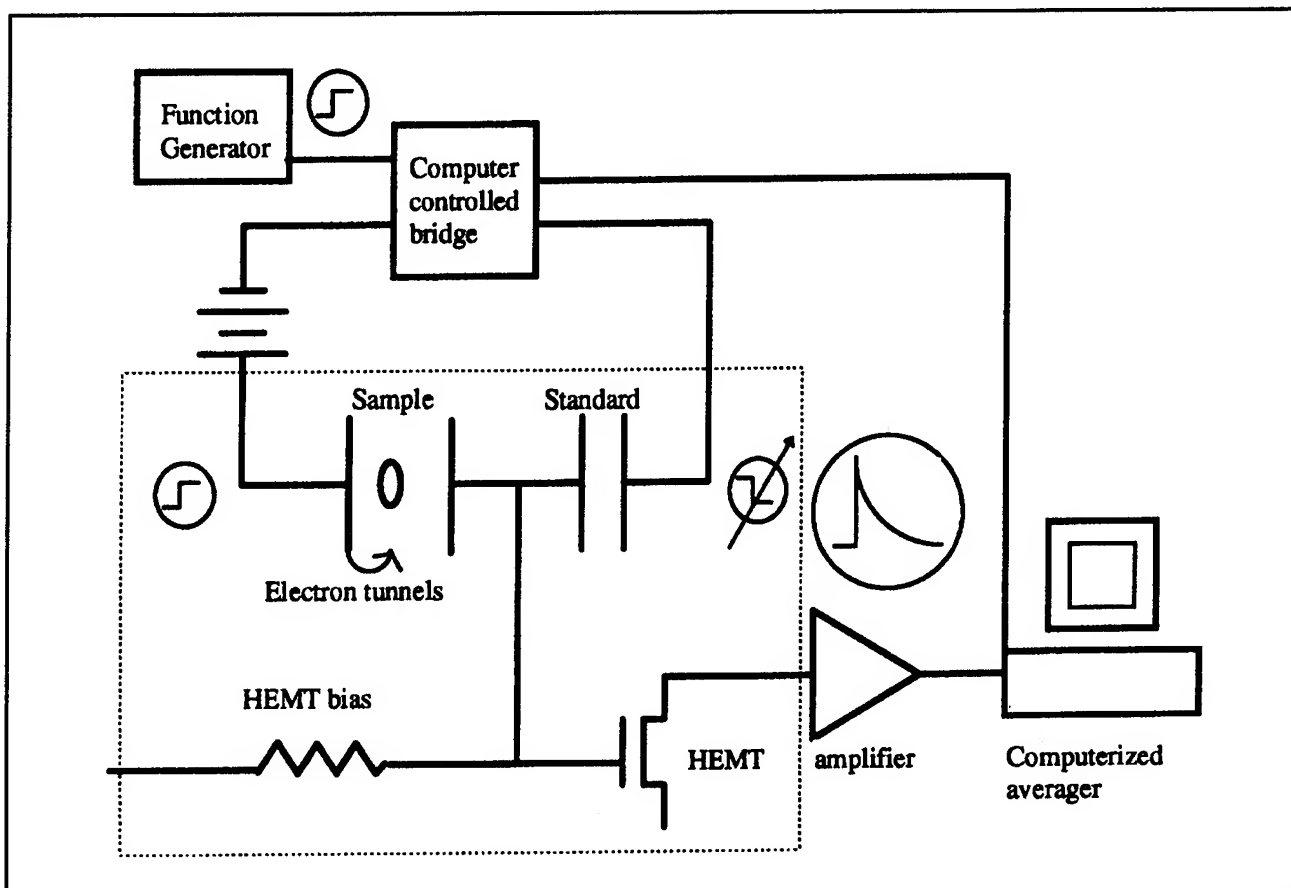 Function
Generator
Computer
controlled
bridge
Sample
Standard
Electron tunnels
HEMT bias
HEMT
amplifier
Computerized
averager